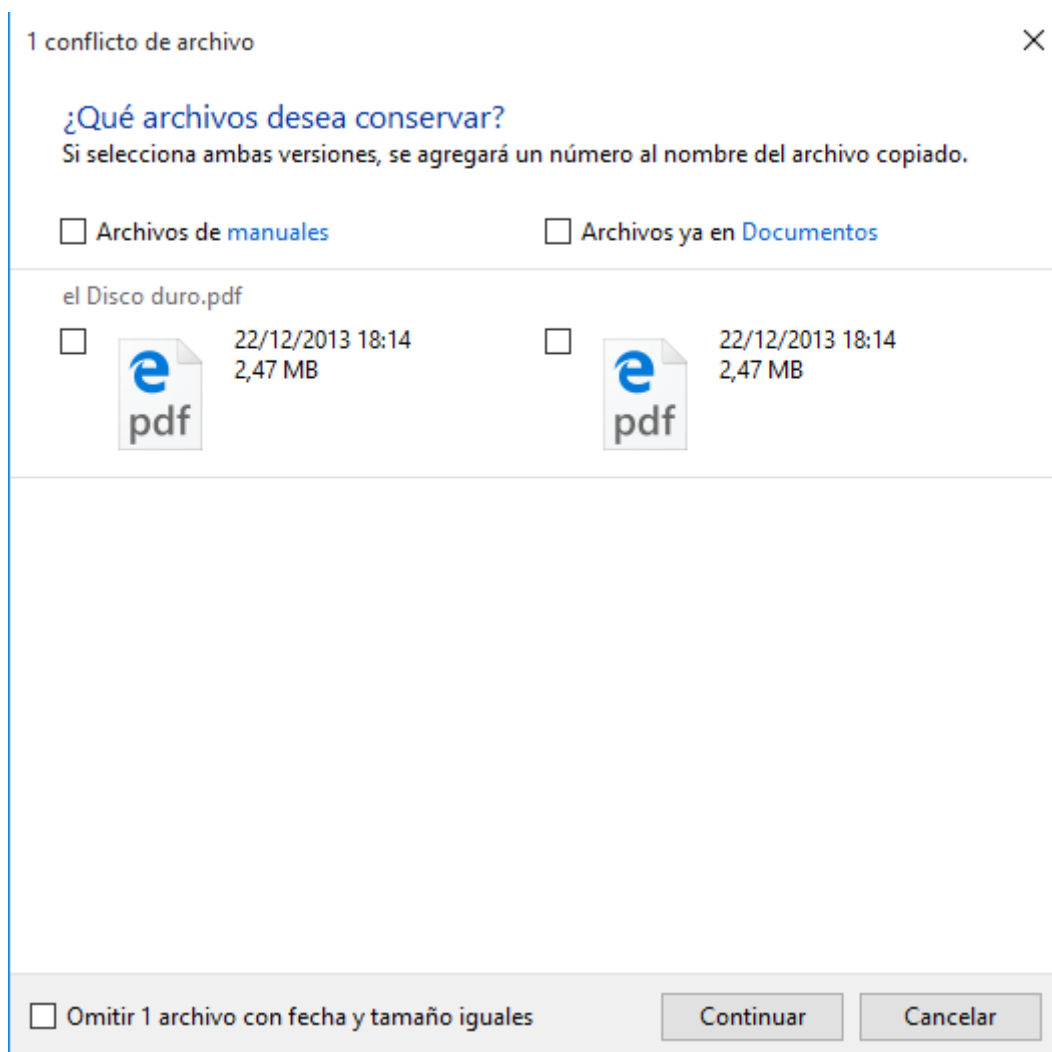 1 conflicto de archivo
¿Qué archivos desea conservar?
Si selecciona ambas versiones, se agregará un número al nombre del archivo copiado.
Archivos de manuales
Archivos ya en Documentos
el Disco duro.pdf
22/12/2013 18:14
2,47 MB
pdf
22/12/2013 18:14
2,47 MB
pdf
Omitir 1 archivo con fecha y tamaño iguales
Continuar
Cancelar